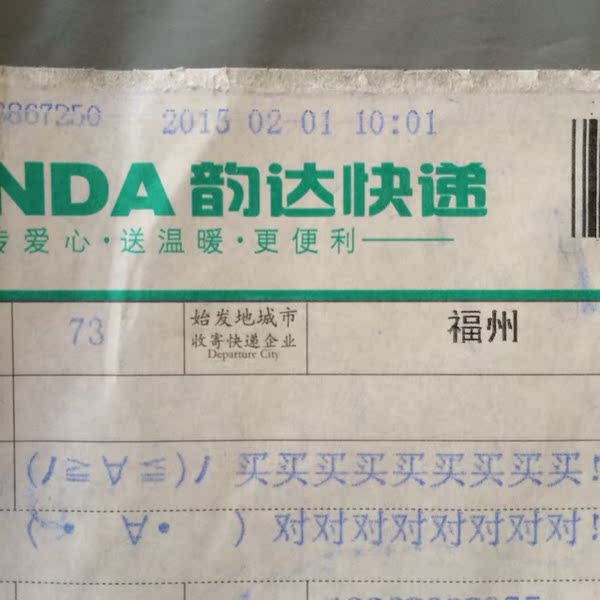 8867250 2015 02-01 10:01
NDA 韵达快递
传爱心·送温暖·更便利
73 始发地城市 福州
收寄快递企业
Departure City
(/≧∀≦)/ 买买买买买买买买买!
( • ∀• ) 对对对对对对对对!